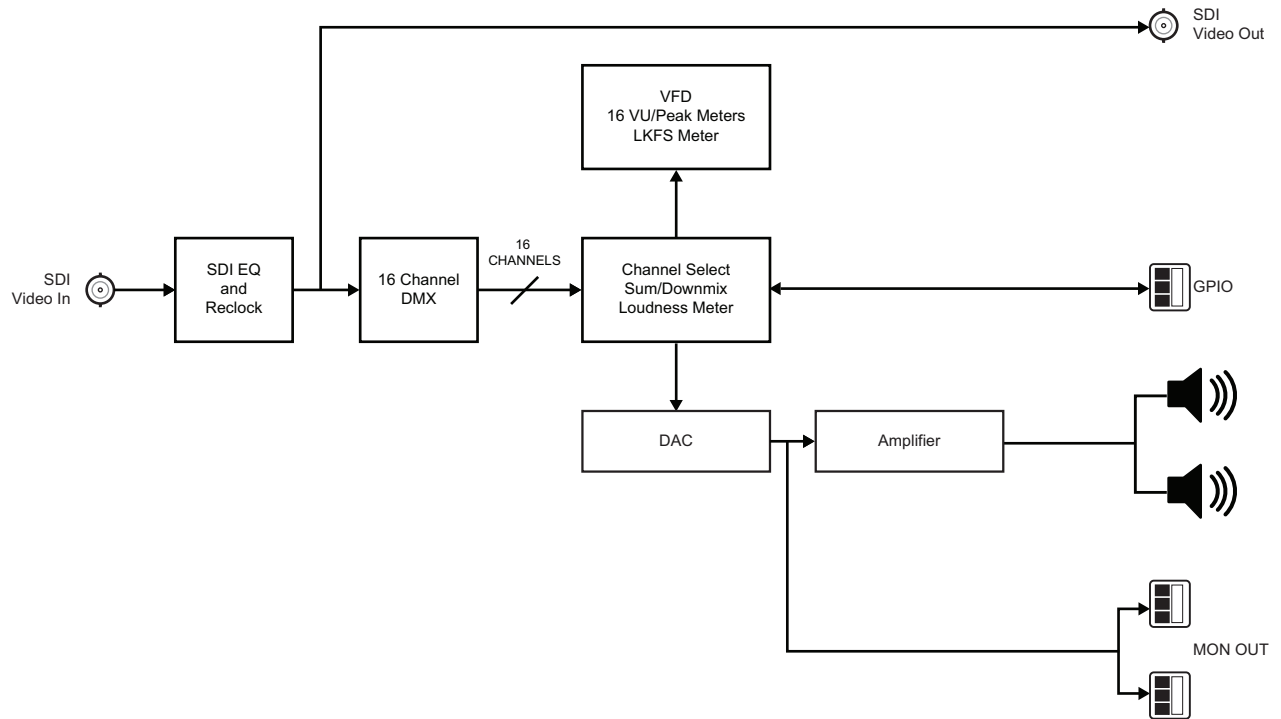 SDI
Video Out
VFD
16 VU/Peak Meters
LKFS Meter
SDI
Video In
SDI EQ
and
Reclock
16 Channel
DMX
16
CHANNELS
Channel Select
Sum/Downmix
Loudness Meter
GPIO
DAC
Amplifier
MON OUT